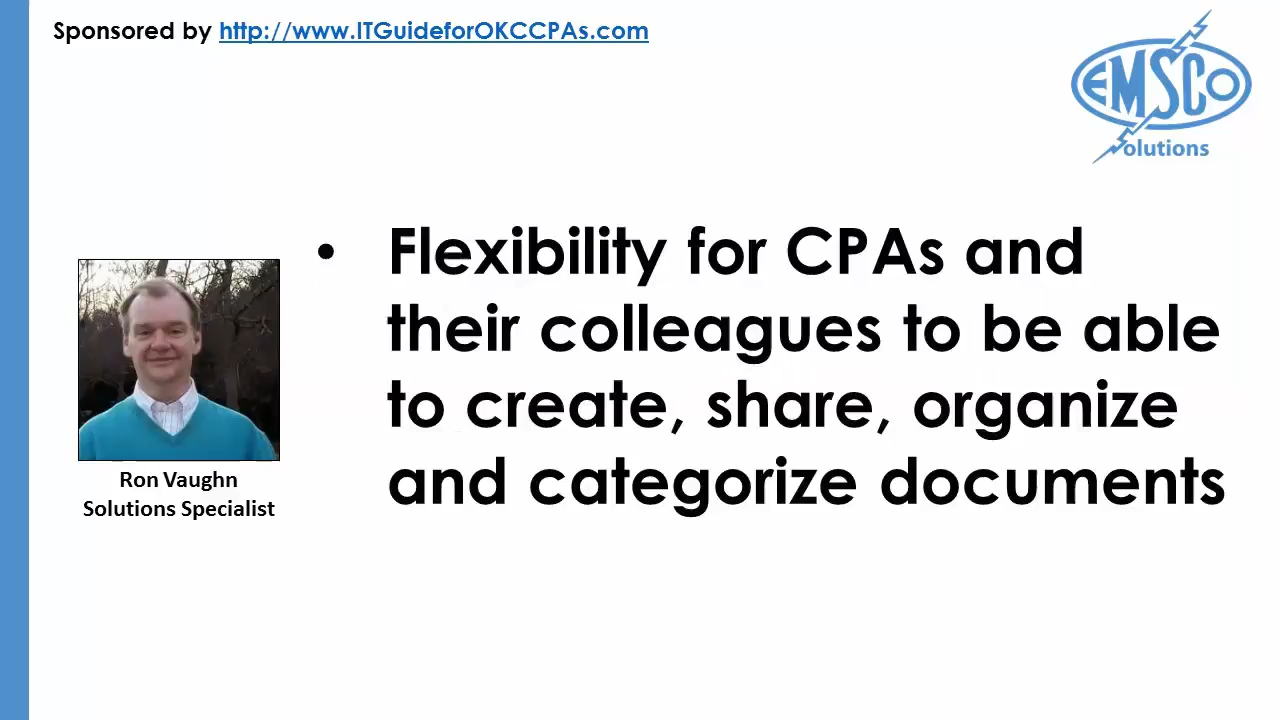 Sponsored by http://www.ITGuideforOKCCPAs.com
EMSCO
Solutions
• Flexibility for CPAs and
their colleagues to be able
to create, share, organize
and categorize documents
Ron Vaughn
Solutions Specialist